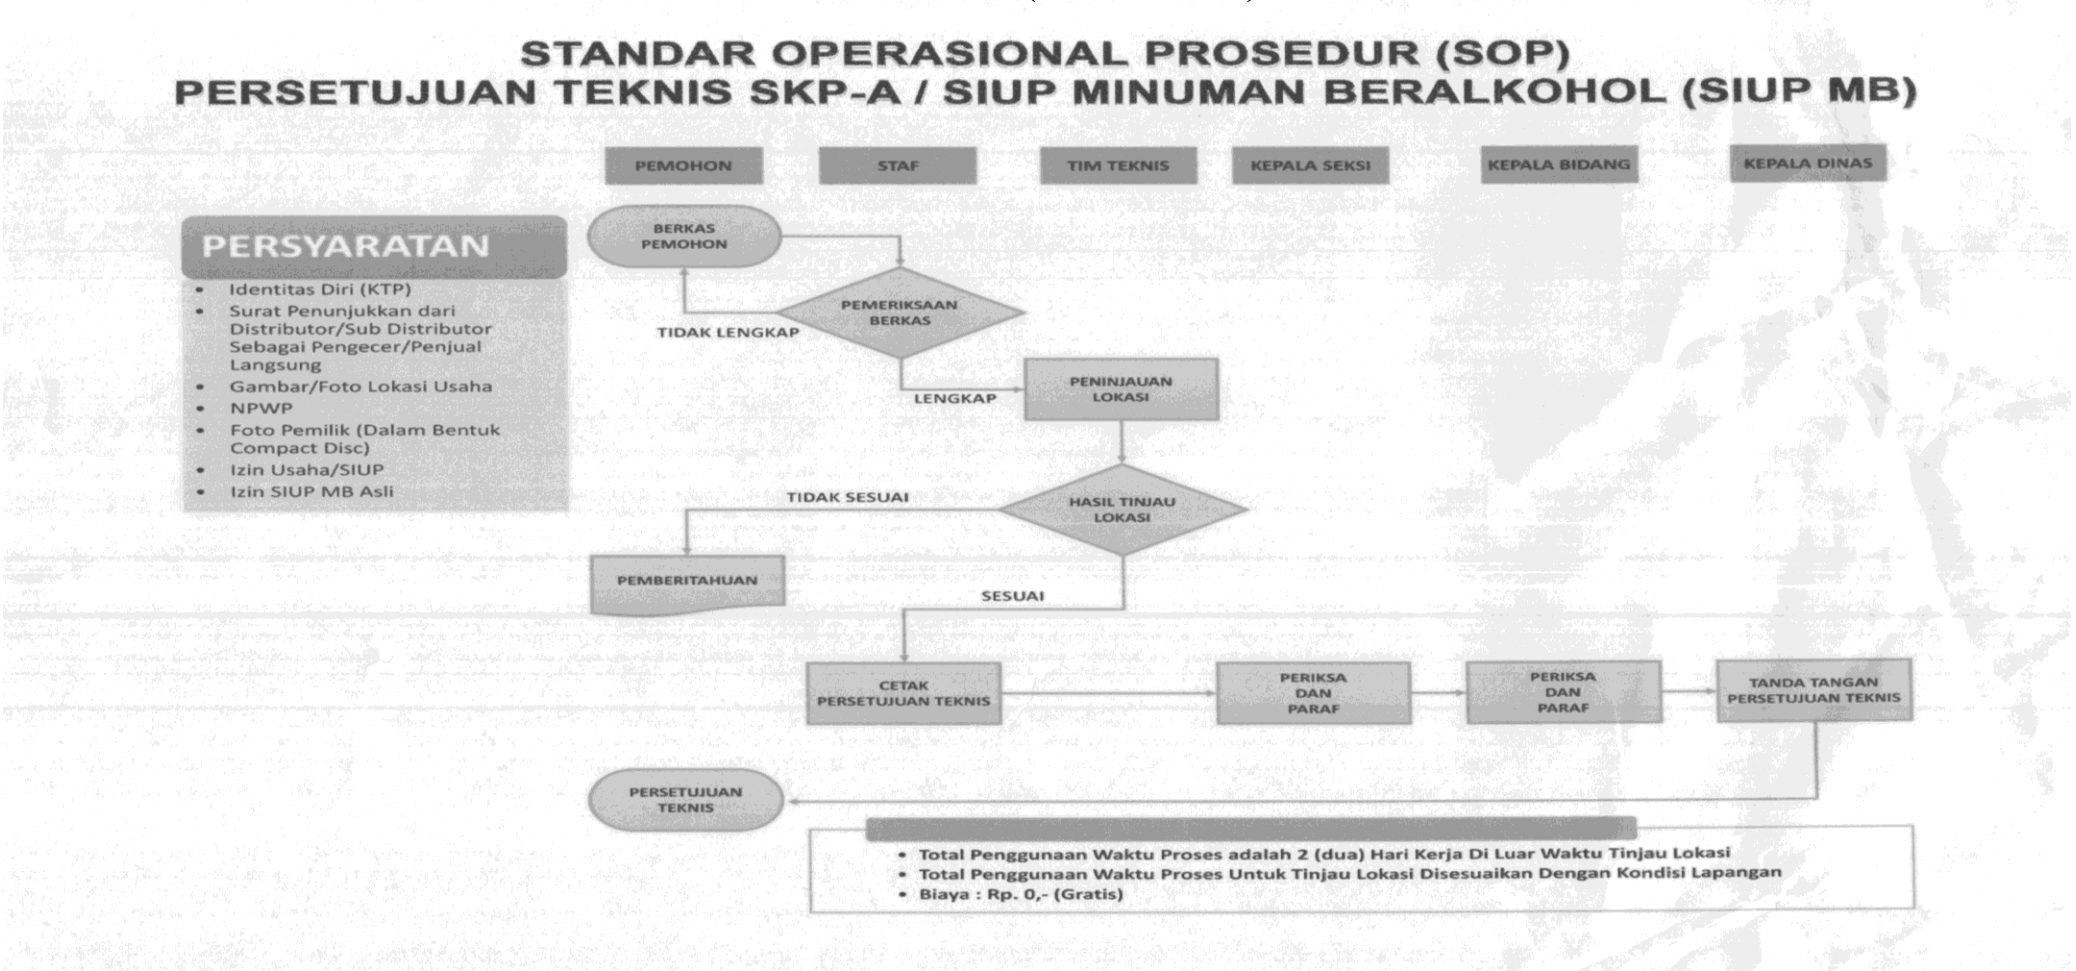 STANDAR OPERASIONAL PROSEDUR (SOP)
PERSETUJUAN TEKNIS SKP-A / SIUP MINUMAN BERALKOHOL (SIUP MB)
PEMOHON
STAF
TIM TEKNIS
KEPALA SEKSI
KEPALA BIDANG
KEPALA DINAS
PERSYARATAN
• Identitas Diri (KTP)
• Surat Penunjukkan dari
Distributor/Sub Distributor
Sebagai Pengecer/Penjual
Langsung
• Gambar/Foto Lokasi Usaha
• NPWP
• Foto Pemilik (Dalam Bentuk
Compact Disc)
• Izin Usaha/SIUP
• Izin SIUP MB Asli
BERKAS
PEMOHON
PEMERIKSAAN
BERKAS
TIDAK LENGKAP
LENGKAP
PENINJAUAN
LOKASI
HASIL TINJAU
LOKASI
TIDAK SESUAI
PEMBERITAHUAN
SESUAI
CETAK
PERSETUJUAN TEKNIS
PERIKSA
DAN
PARAF
PERIKSA
DAN
PARAF
TANDA TANGAN
PERSETUJUAN TEKNIS
PERSETUJUAN
TEKNIS
• Total Penggunaan Waktu Proses adalah 2 (dua) Hari Kerja Di Luar Waktu Tinjau Lokasi
• Total Penggunaan Waktu Proses Untuk Tinjau Lokasi Disesuaikan Dengan Kondisi Lapangan
• Biaya : Rp. 0,- (Gratis)